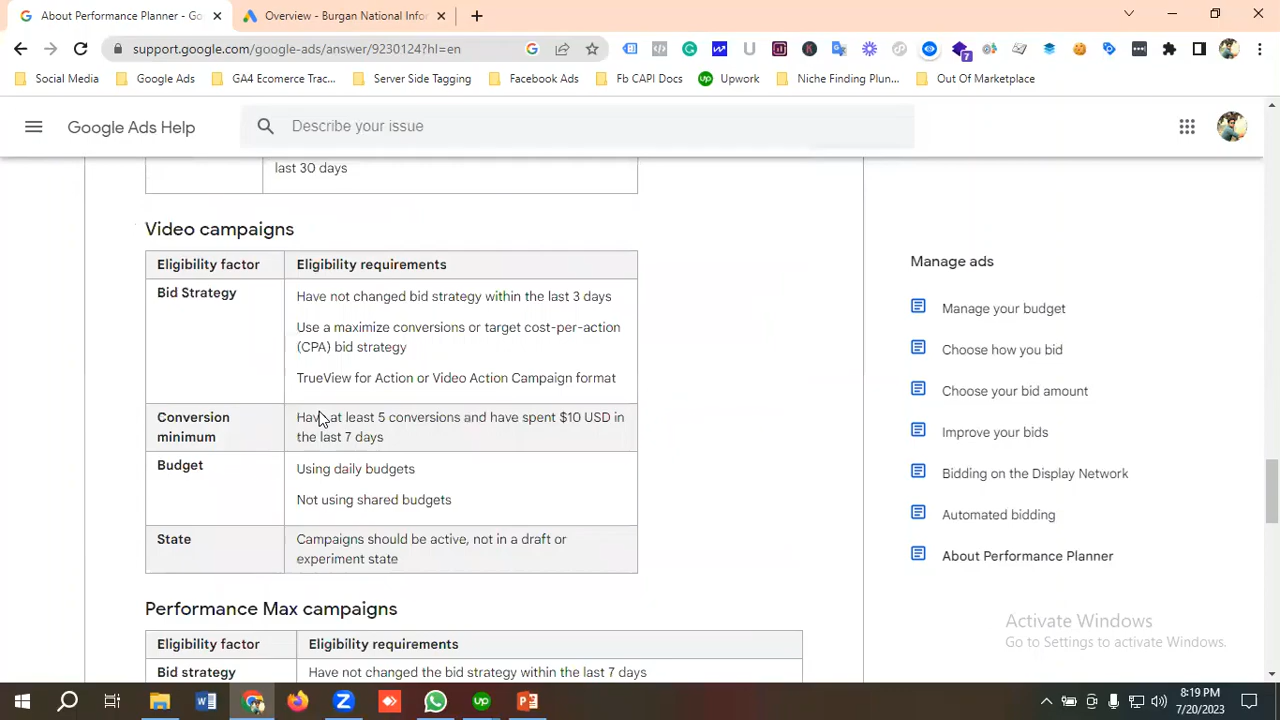 About Performance Planner - Go
Overview - Burgan National Infor
support.google.com/google-ads/answer/9230124?hl=en
7
Social Media
Google Ads
GA4 Ecomerce Trac...
Server Side Tagging
Facebook Ads
Fb CAPI Docs
Upwork
Niche Finding Plun...
Out Of Marketplace
Google Ads Help
Describe your issue
last 30 days
Video campaigns
Eligibility factor
Eligibility requirements
Bid Strategy
Have not changed bid strategy within the last 3 days
Use a maximize conversions or target cost-per-action
(CPA) bid strategy
TrueView for Action or Video Action Campaign format
Conversion
minimum
Have at least 5 conversions and have spent $10 USD in
the last 7 days
Budget
Using daily budgets
Not using shared budgets
State
Campaigns should be active, not in a draft or
experiment state
Performance Max campaigns
Eligibility factor
Eligibility requirements
Bid strategy
Have not changed the bid strategy within the last 7 days
Manage ads
Manage your budget
Choose how you bid
Choose your bid amount
Improve your bids
Bidding on the Display Network
Automated bidding
About Performance Planner
Activate Windows
Go to Settings to activate Windows.
8:19 PM
7/20/2023